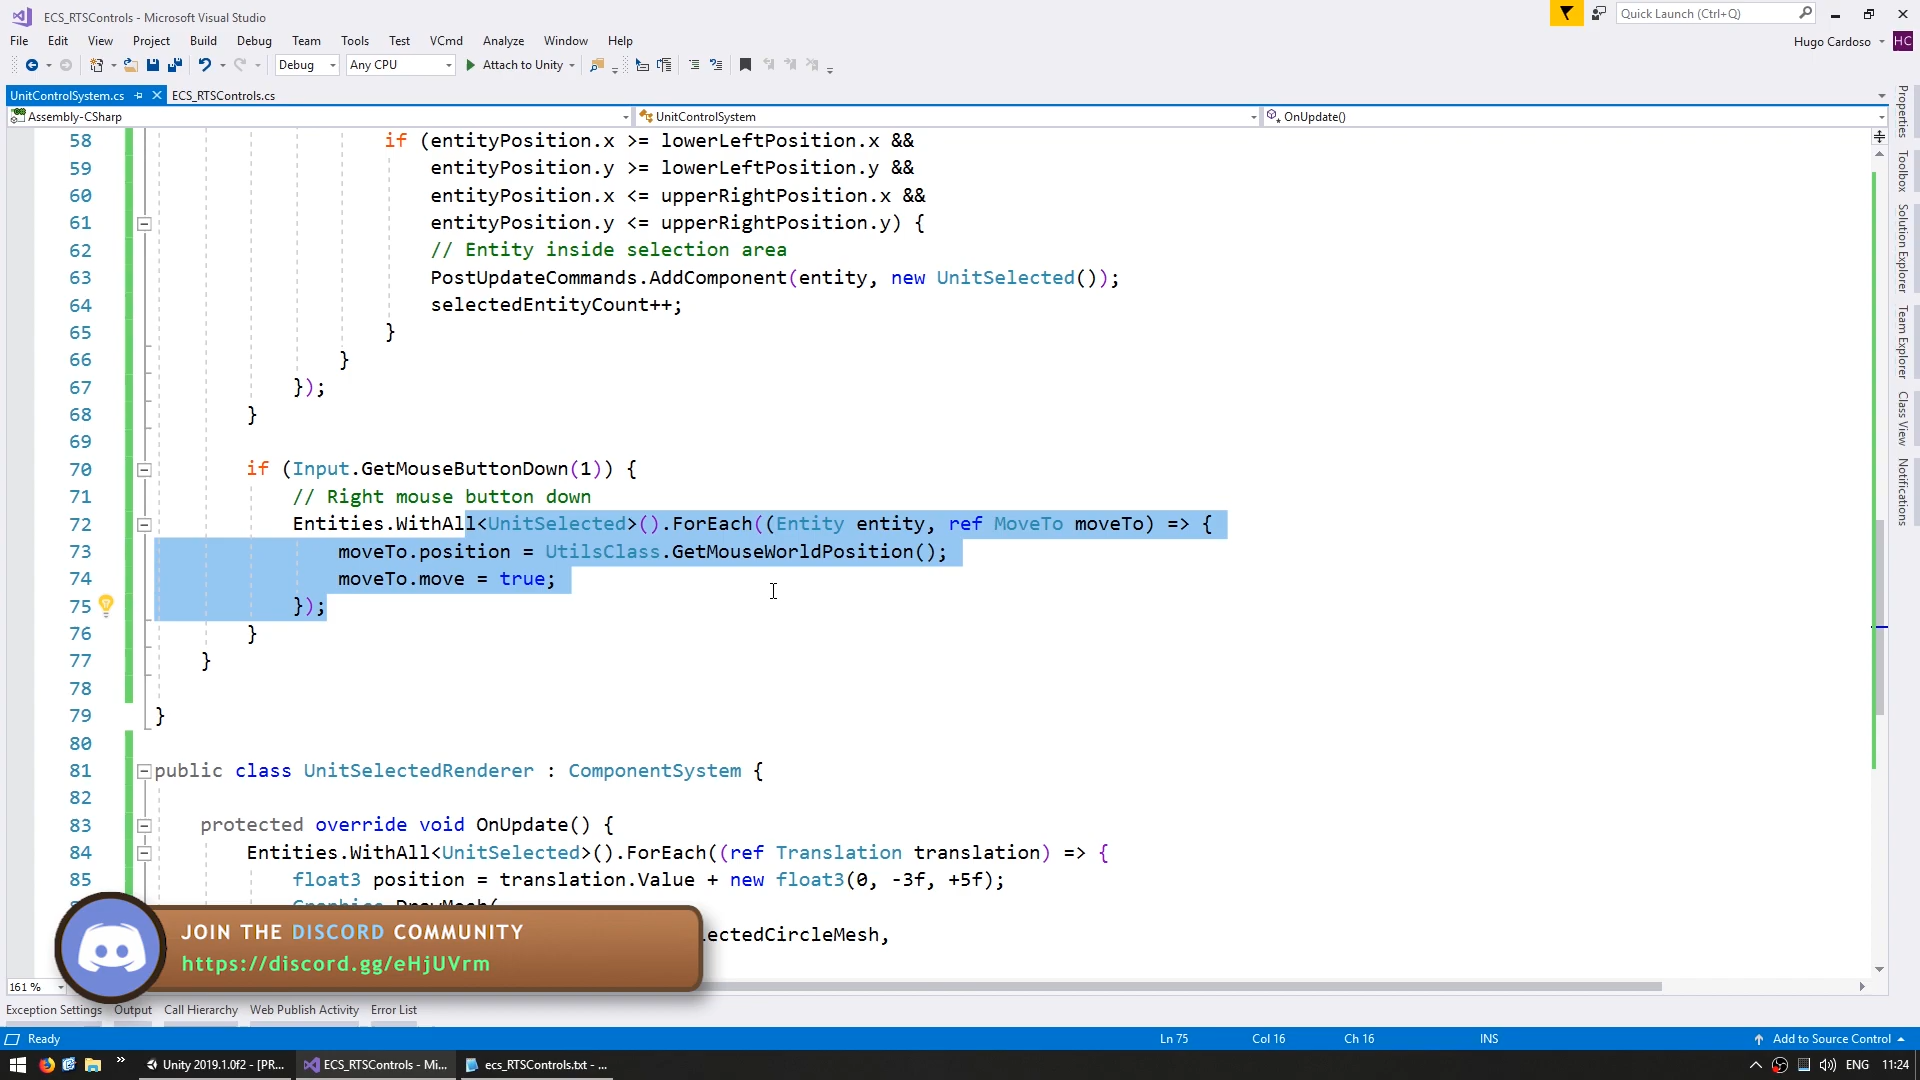 ECS_RTSControls - Microsoft Visual Studio
Quick Launch (Ctrl+Q)
File Edit View Project Build Debug Team Tools Test VCmd Analyze Window Help
Hugo Cardoso HC
Debug Any CPU Attach to Unity
UnitControlSystem.cs ECS_RTSControls.cs
Assembly-CSharp UnitControlSystem OnUpdate()
58 if (entityPosition.x >= lowerLeftPosition.x &&
59 entityPosition.y >= lowerLeftPosition.y &&
60 entityPosition.x <= upperRightPosition.x &&
61 entityPosition.y <= upperRightPosition.y) {
62 // Entity inside selection area
63 PostUpdateCommands.AddComponent(entity, new UnitSelected());
64 selectedEntityCount++;
65 }
66 }
67 });
68 }
69
70 if (Input.GetMouseButtonDown(1)) {
71 // Right mouse button down
72 Entities.WithAll<UnitSelected>().ForEach((Entity entity, ref MoveTo moveTo) => {
73 moveTo.position = UtilsClass.GetMouseWorldPosition();
74 moveTo.move = true;
75 });
76 }
77 }
78
79 }
80
81 public class UnitSelectedRenderer : ComponentSystem {
82
83 protected override void OnUpdate() {
84 Entities.WithAll<UnitSelected>().ForEach((ref Translation translation) => {
85 float3 position = translation.Value + new float3(0, -3f, +5f);
JOIN THE DISCORD COMMUNITY
https://discord.gg/eHjUVrm
lectedCircleMesh,
Properties
Toolbox
Solution Explorer
Team Explorer
Class View
Notifications
161 %
Exception Settings Output Call Hierarchy Web Publish Activity Error List
Ready Ln 75 Col 16 Ch 16 INS Add to Source Control
Unity 2019.1.0f2 - [PR... ECS_RTSControls - Mi... ecs_RTSControls.txt - ... ENG 11:24